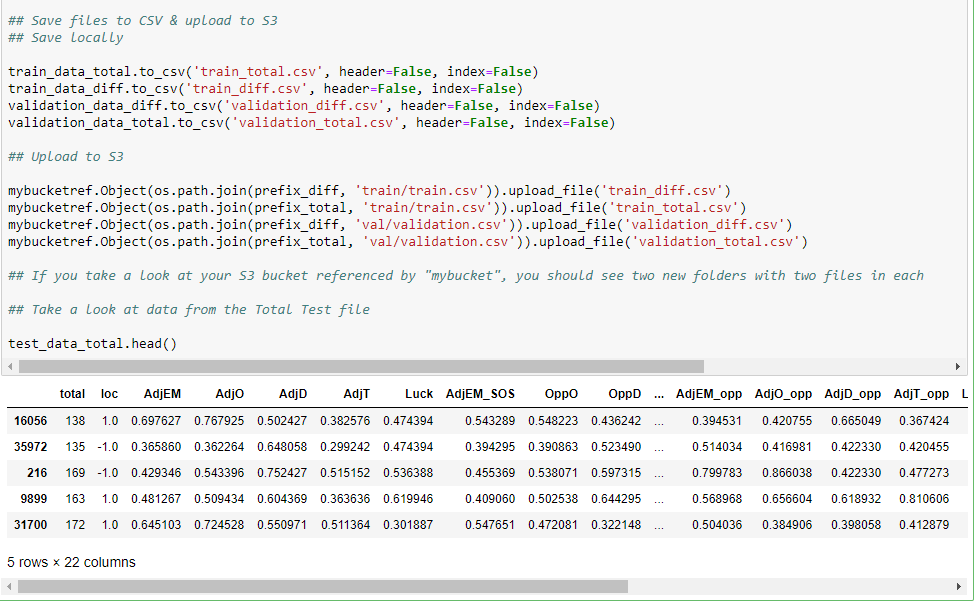 ## Save files to CSV & upload to S3
## Save locally
train_data_total.to_csv('train_total.csv', header=False, index=False)
train_data_diff.to_csv('train_diff.csv', header=False, index=False)
validation_data_diff.to_csv('validation_diff.csv', header=False, index=False)
validation_data_total.to_csv('validation_total.csv', header=False, index=False)
## Upload to S3
mybucketref.Object(os.path.join(prefix_diff, 'train/train.csv')).upload_file('train_diff.csv')
mybucketref.Object(os.path.join(prefix_total, 'train/train.csv')).upload_file('train_total.csv')
mybucketref.Object(os.path.join(prefix_diff, 'val/validation.csv')).upload_file('validation_diff.csv')
mybucketref.Object(os.path.join(prefix_total, 'val/validation.csv')).upload_file('validation_total.csv')
## If you take a look at your S3 bucket referenced by "mybucket", you should see two new folders with two files in each
## Take a look at data from the Total Test file
test_data_total.head()
total loc AdjEM AdjO AdjD AdjT Luck AdjEM_SOS OppO OppD ... AdjEM_opp AdjO_opp AdjD_opp AdjT_opp L
16056 138 1.0 0.697627 0.767925 0.502427 0.382576 0.474394 0.543289 0.548223 0.436242 ... 0.394531 0.420755 0.665049 0.367424
35972 135 -1.0 0.365860 0.362264 0.648058 0.299242 0.474394 0.394295 0.390863 0.523490 ... 0.514034 0.416981 0.422330 0.420455
216 169 -1.0 0.429346 0.543396 0.752427 0.515152 0.536388 0.455369 0.538071 0.597315 ... 0.799783 0.866038 0.422330 0.477273
9899 163 1.0 0.481267 0.509434 0.604369 0.363636 0.619946 0.409060 0.502538 0.644295 ... 0.568968 0.656604 0.618932 0.810606
31700 172 1.0 0.645103 0.724528 0.550971 0.511364 0.301887 0.547651 0.472081 0.322148 ... 0.504036 0.384906 0.398058 0.412879
5 rows × 22 columns